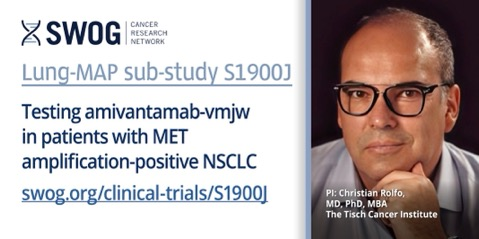 SWOG
CANCER
RESEARCH
NETWORK
Lung-MAP sub-study S1900J
Testing amivantamab-vmjw
in patients with MET
amplification-positive NSCLC
swog.org/clinical-trials/S1900J
PI: Christian Rolfo,
MD, PhD, MBA
The Tisch Cancer Institute